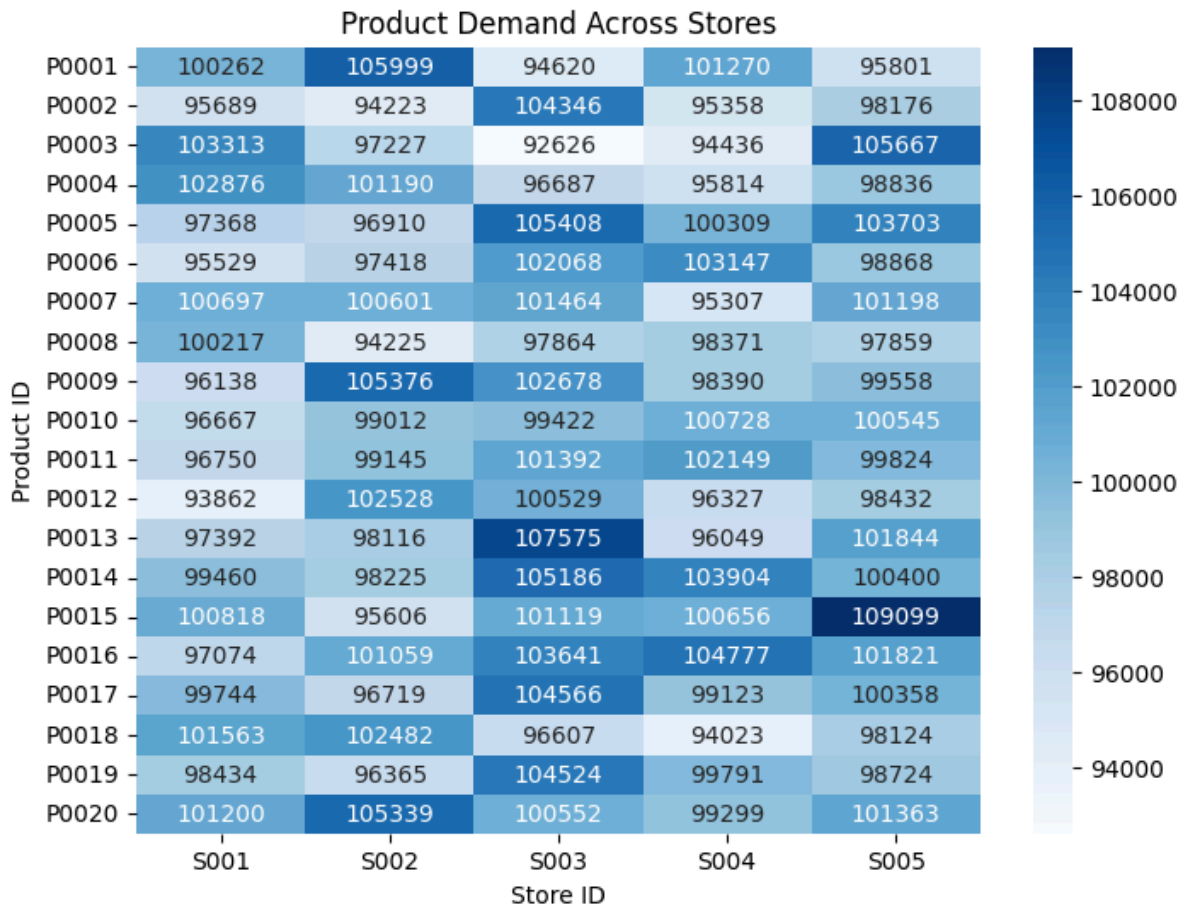 Product Demand Across Stores
P0001 100262 105999 94620 101270 95801
P0002 95689 94223 104346 95358 98176
P0003 103313 97227 92626 94436 105667
P0004 102876 101190 96687 95814 98836
P0005 97368 96910 105408 100309 103703
P0006 95529 97418 102068 103147 98868
P0007 100697 100601 101464 95307 101198
P0008 100217 94225 97864 98371 97859
P0009 96138 105376 102678 98390 99558
P0010 96667 99012 99422 100728 100545
P0011 96750 99145 101392 102149 99824
P0012 93862 102528 100529 96327 98432
P0013 97392 98116 107575 96049 101844
P0014 99460 98225 105186 103904 100400
P0015 100818 95606 101119 100656 109099
P0016 97074 101059 103641 104777 101821
P0017 99744 96719 104566 99123 100358
P0018 101563 102482 96607 94023 98124
P0019 98434 96365 104524 99791 98724
P0020 101200 105339 100552 99299 101363
S001 S002 S003 S004 S005
Store ID
Product ID
108000
106000
104000
102000
100000
98000
96000
94000